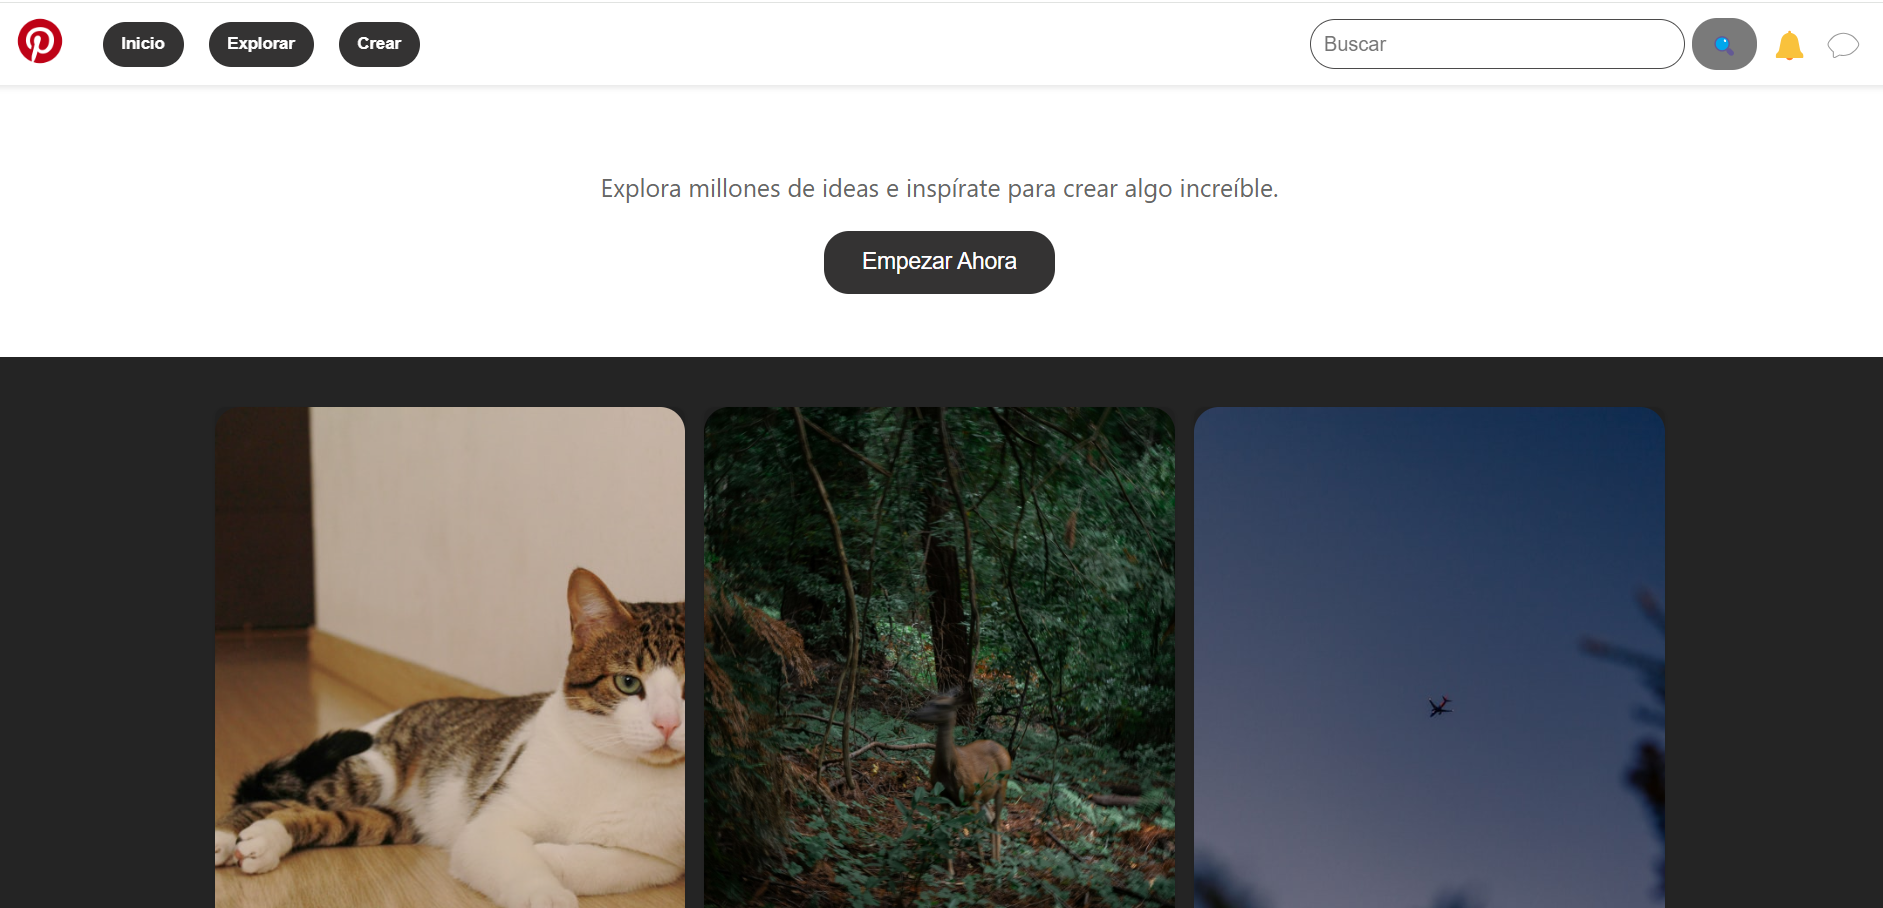 Inicio
Explorar
Crear
Buscar
Explora millones de ideas e inspírate para crear algo increíble.
Empezar Ahora